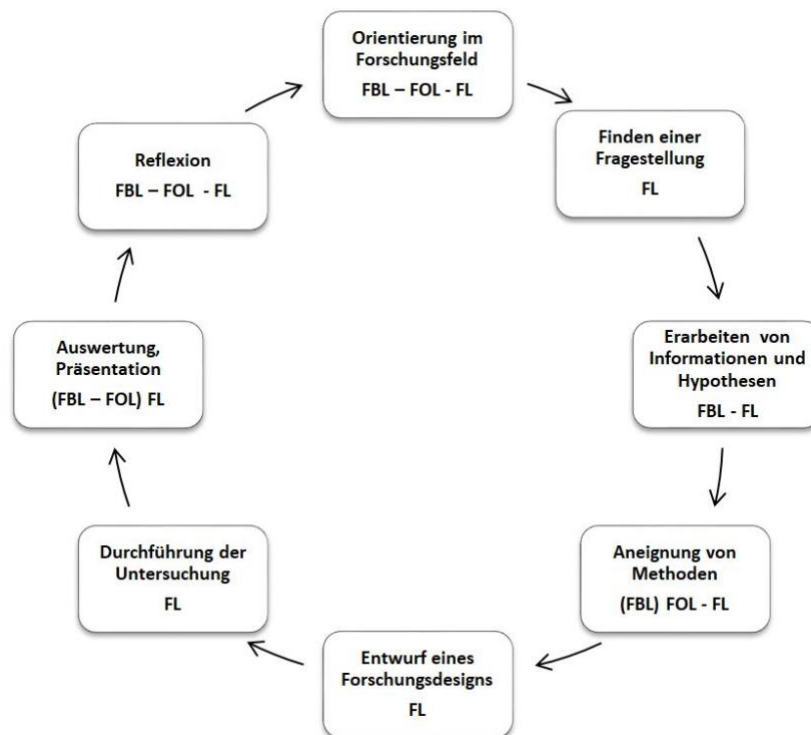 Orientierung im
Forschungsfeld
FBL – FOL - FL
Finden einer
Fragestellung
FL
Erarbeiten von
Informationen und
Hypothesen
FBL - FL
Aneignung von
Methoden
(FBL) FOL - FL
Entwurf eines
Forschungsdesigns
FL
Durchführung der
Untersuchung
FL
Auswertung,
Präsentation
(FBL – FOL) FL
Reflexion
FBL – FOL - FL